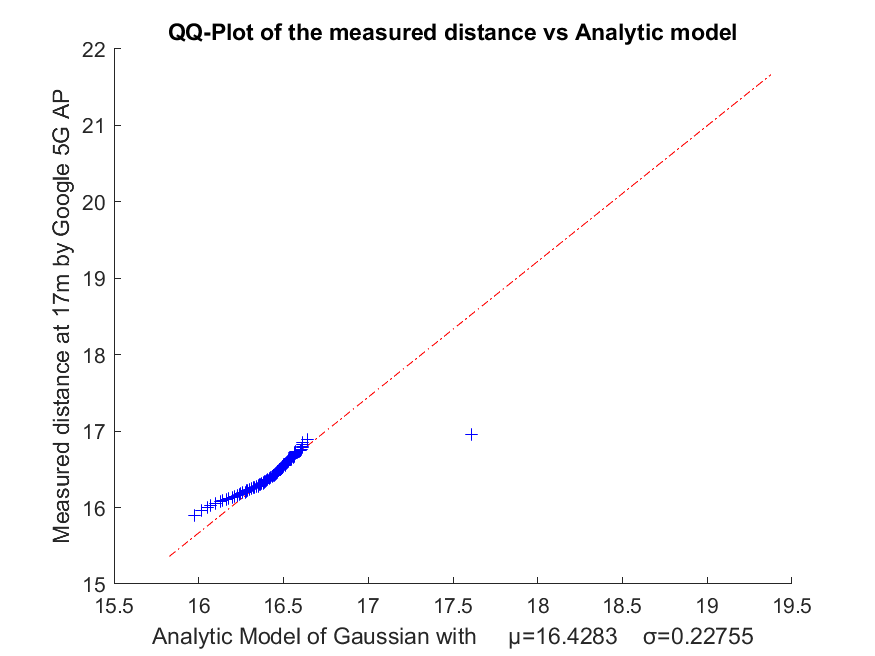 QQ-Plot of the measured distance vs Analytic model
Measured distance at 17m by Google 5G AP
22
21
20
19
18
17
16
15
15.5 16 16.5 17 17.5 18 18.5 19 19.5
Analytic Model of Gaussian with μ=16.4283 σ=0.22755